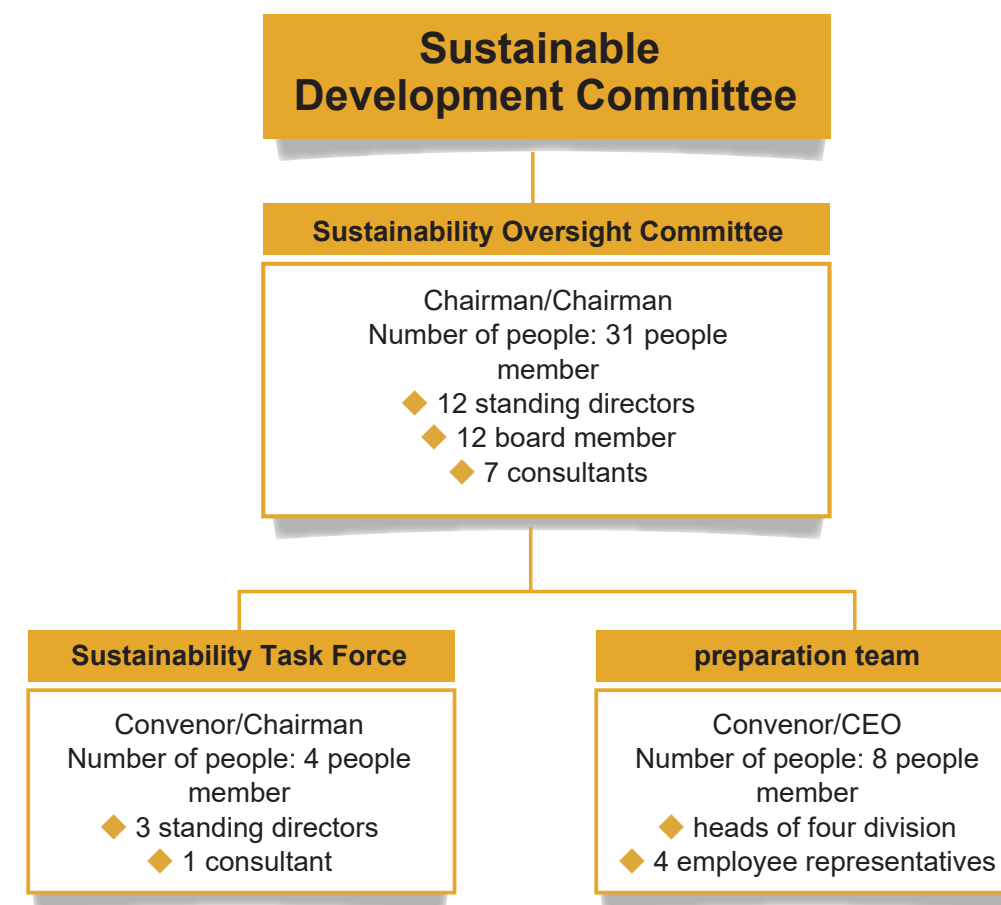 Sustainable
Development Committee
Sustainability Oversight Committee
Chairman/Chairman
Number of people: 31 people
member
12 standing directors
12 board member
7 consultants
Sustainability Task Force
Convenor/Chairman
Number of people: 4 people
member
3 standing directors
1 consultant
preparation team
Convenor/CEO
Number of people: 8 people
member
heads of four division
4 employee representatives